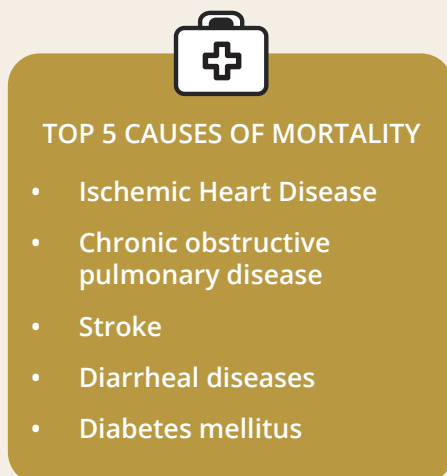 TOP 5 CAUSES OF MORTALITY
• Ischemic Heart Disease
• Chronic obstructive
pulmonary disease
• Stroke
• Diarrheal diseases
• Diabetes mellitus